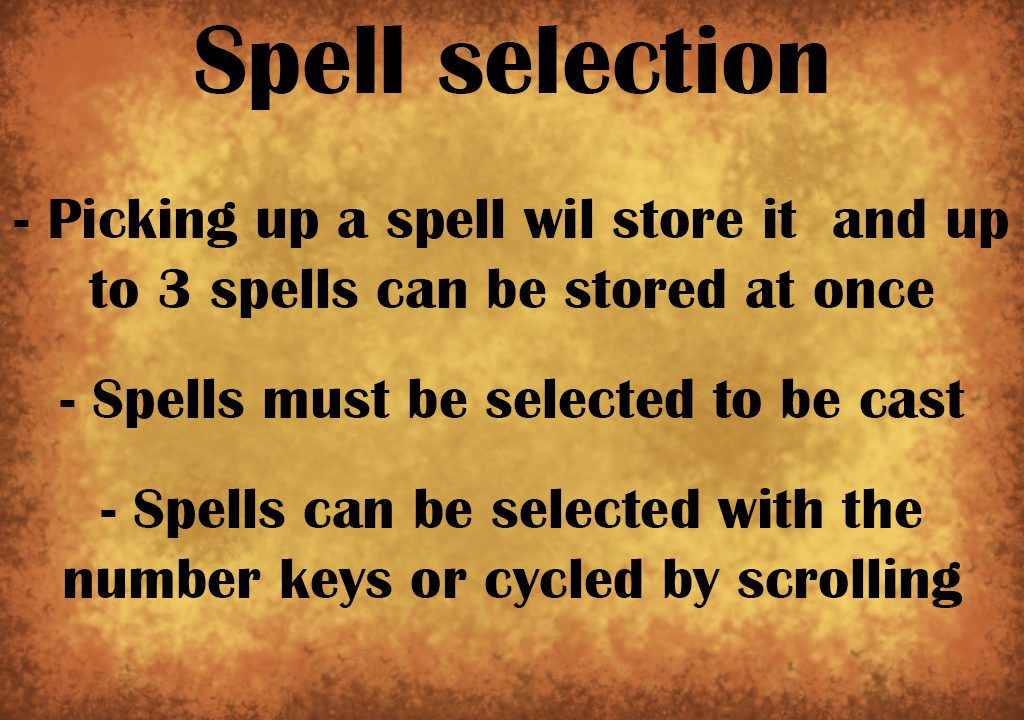 Spell selection
- Picking up a spell wil store it  and up
to 3 spells can be stored at once
- Spells must be selected to be cast
- Spells can be selected with the
number keys or cycled by scrolling